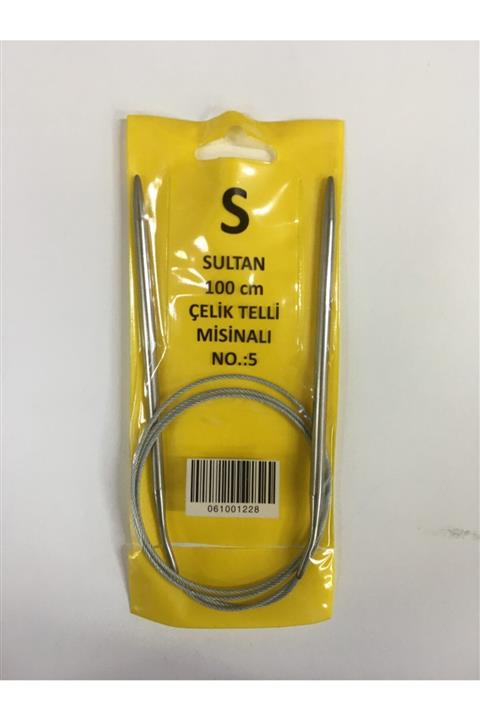 S
SULTAN
100 cm
ÇELİK TELLİ
MİSİNALI
NO.:5
061001228